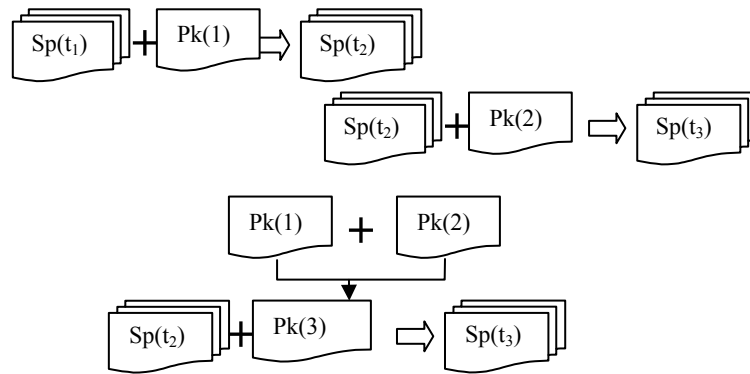 Sp(t₁) + Pk(1) Sp(t₂)
Sp(t₂) + Pk(2) Sp(t₃)
Pk(1) + Pk(2)
Sp(t₂) + Pk(3) Sp(t₃)